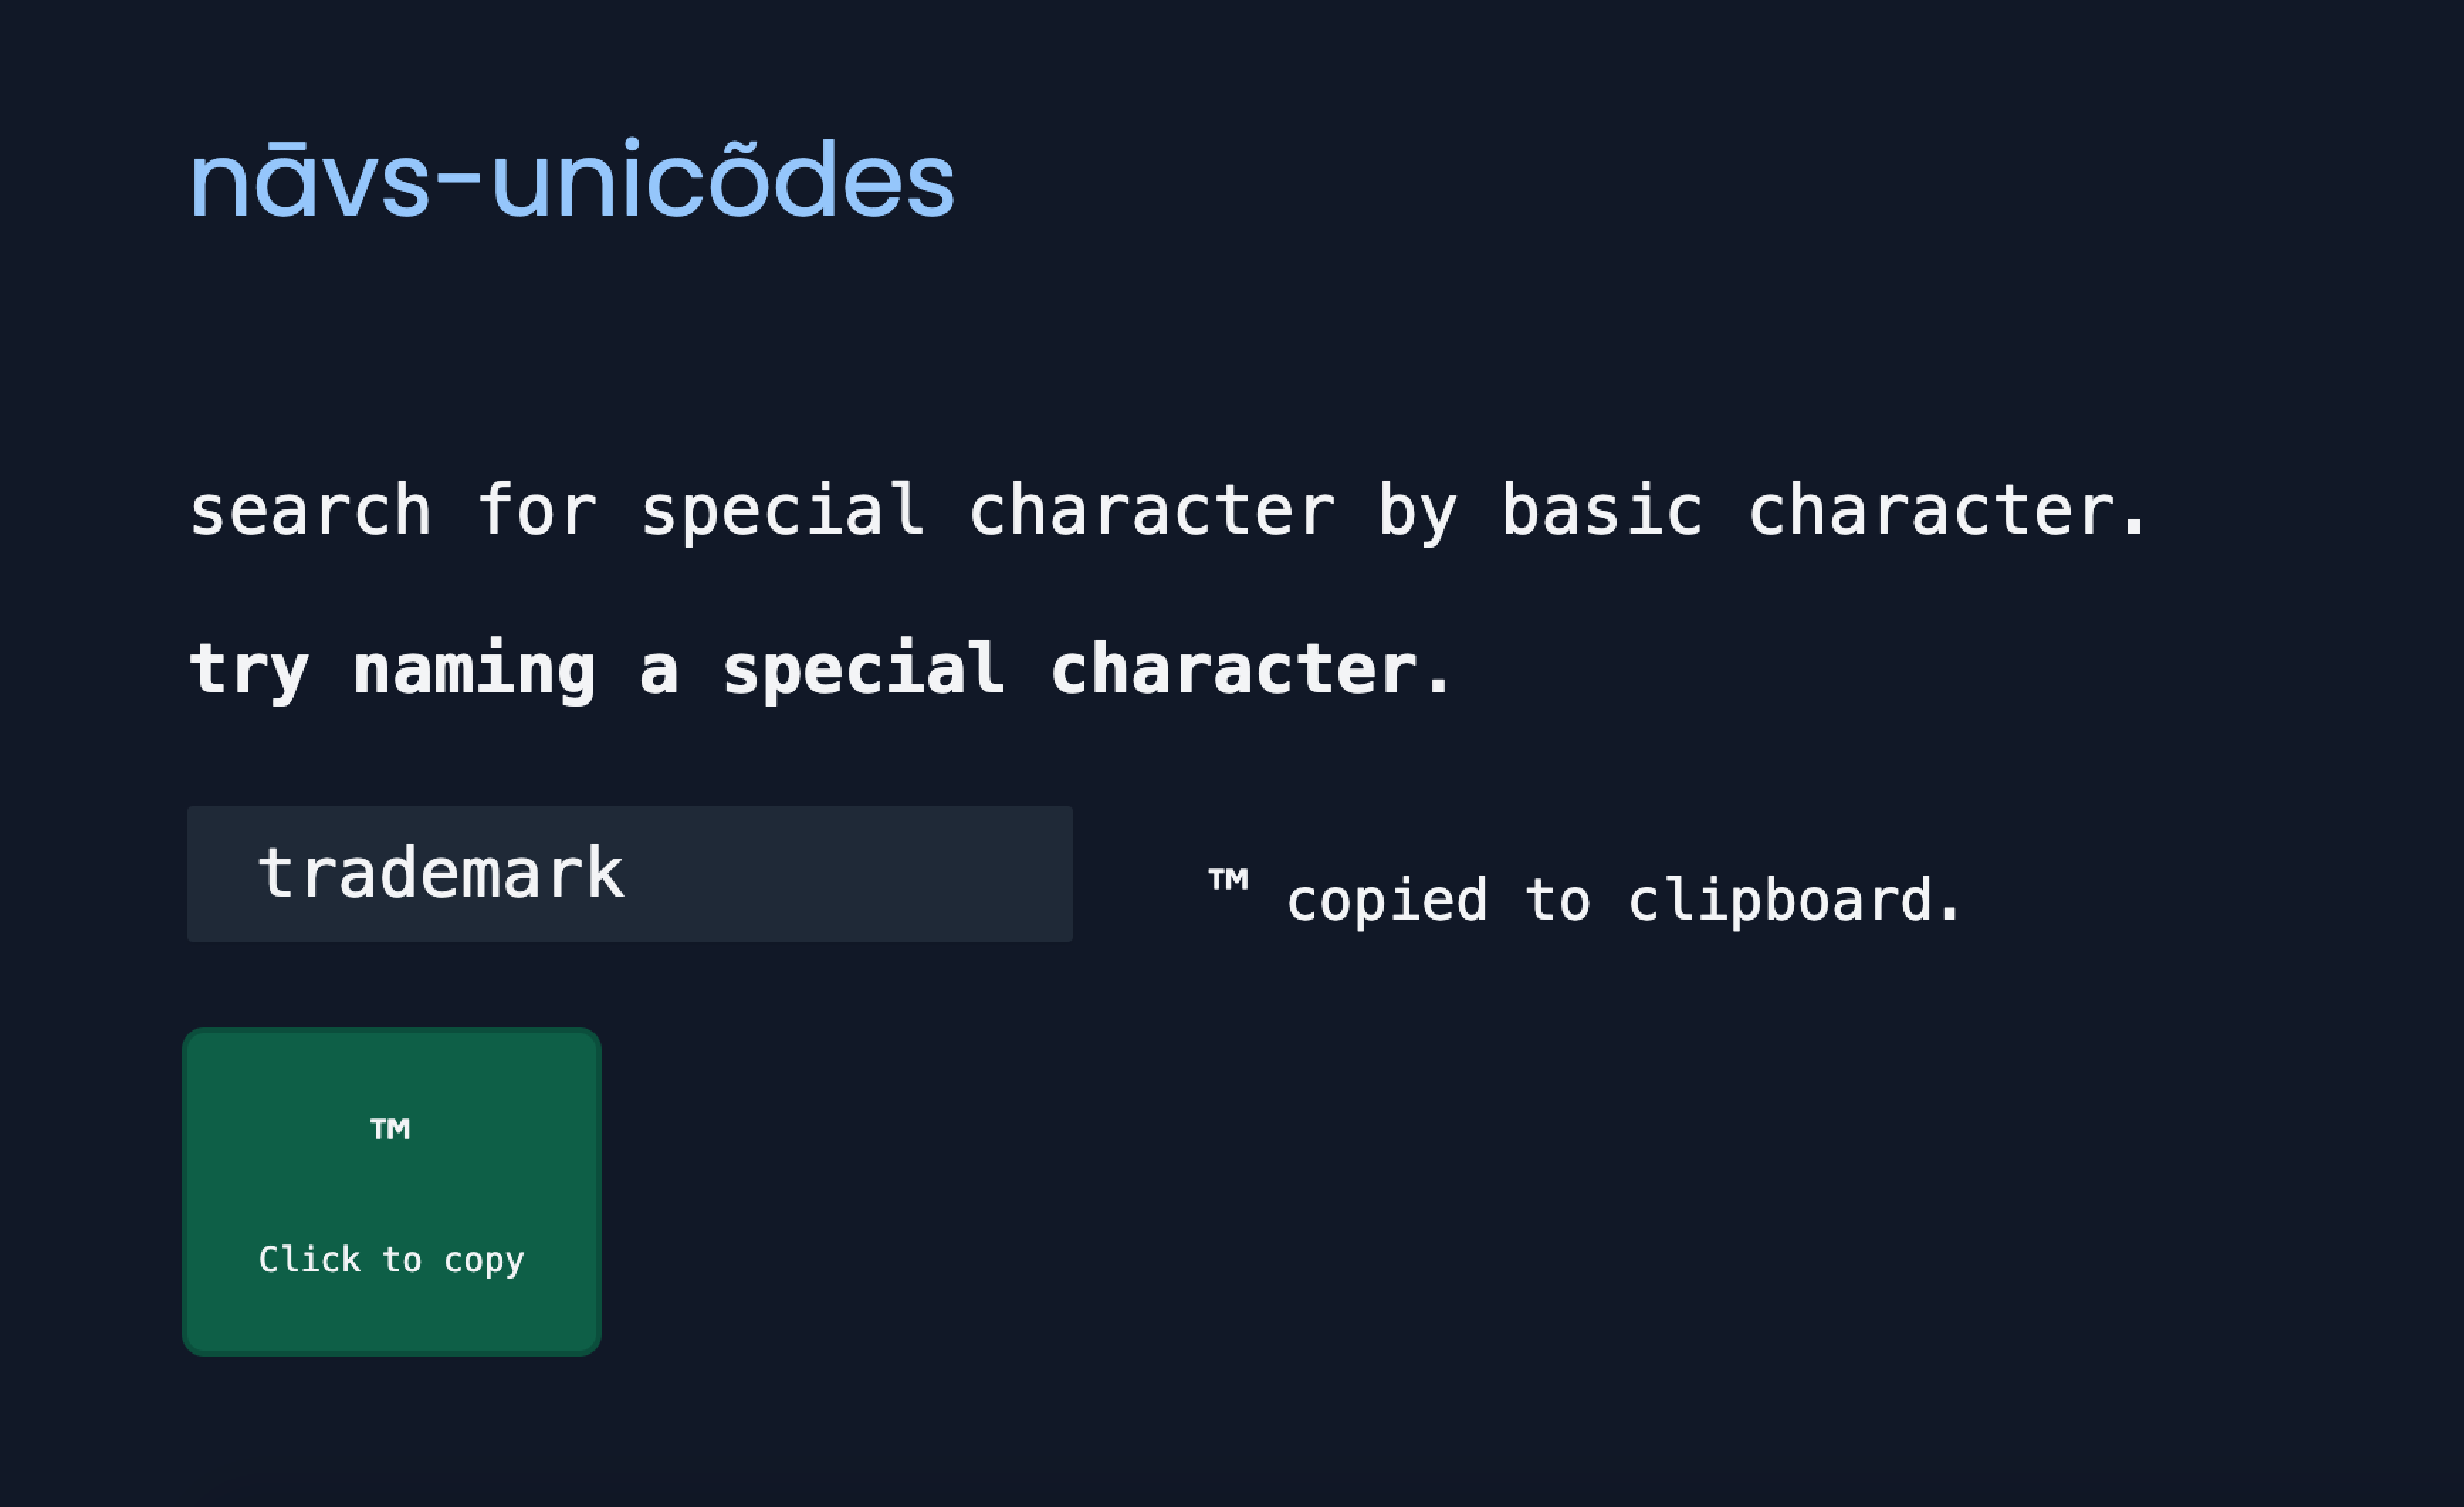 nāvs-unicõdes
search for special character by basic character.
try naming a special character.
trademark
™ copied to clipboard.
™
Click to copy